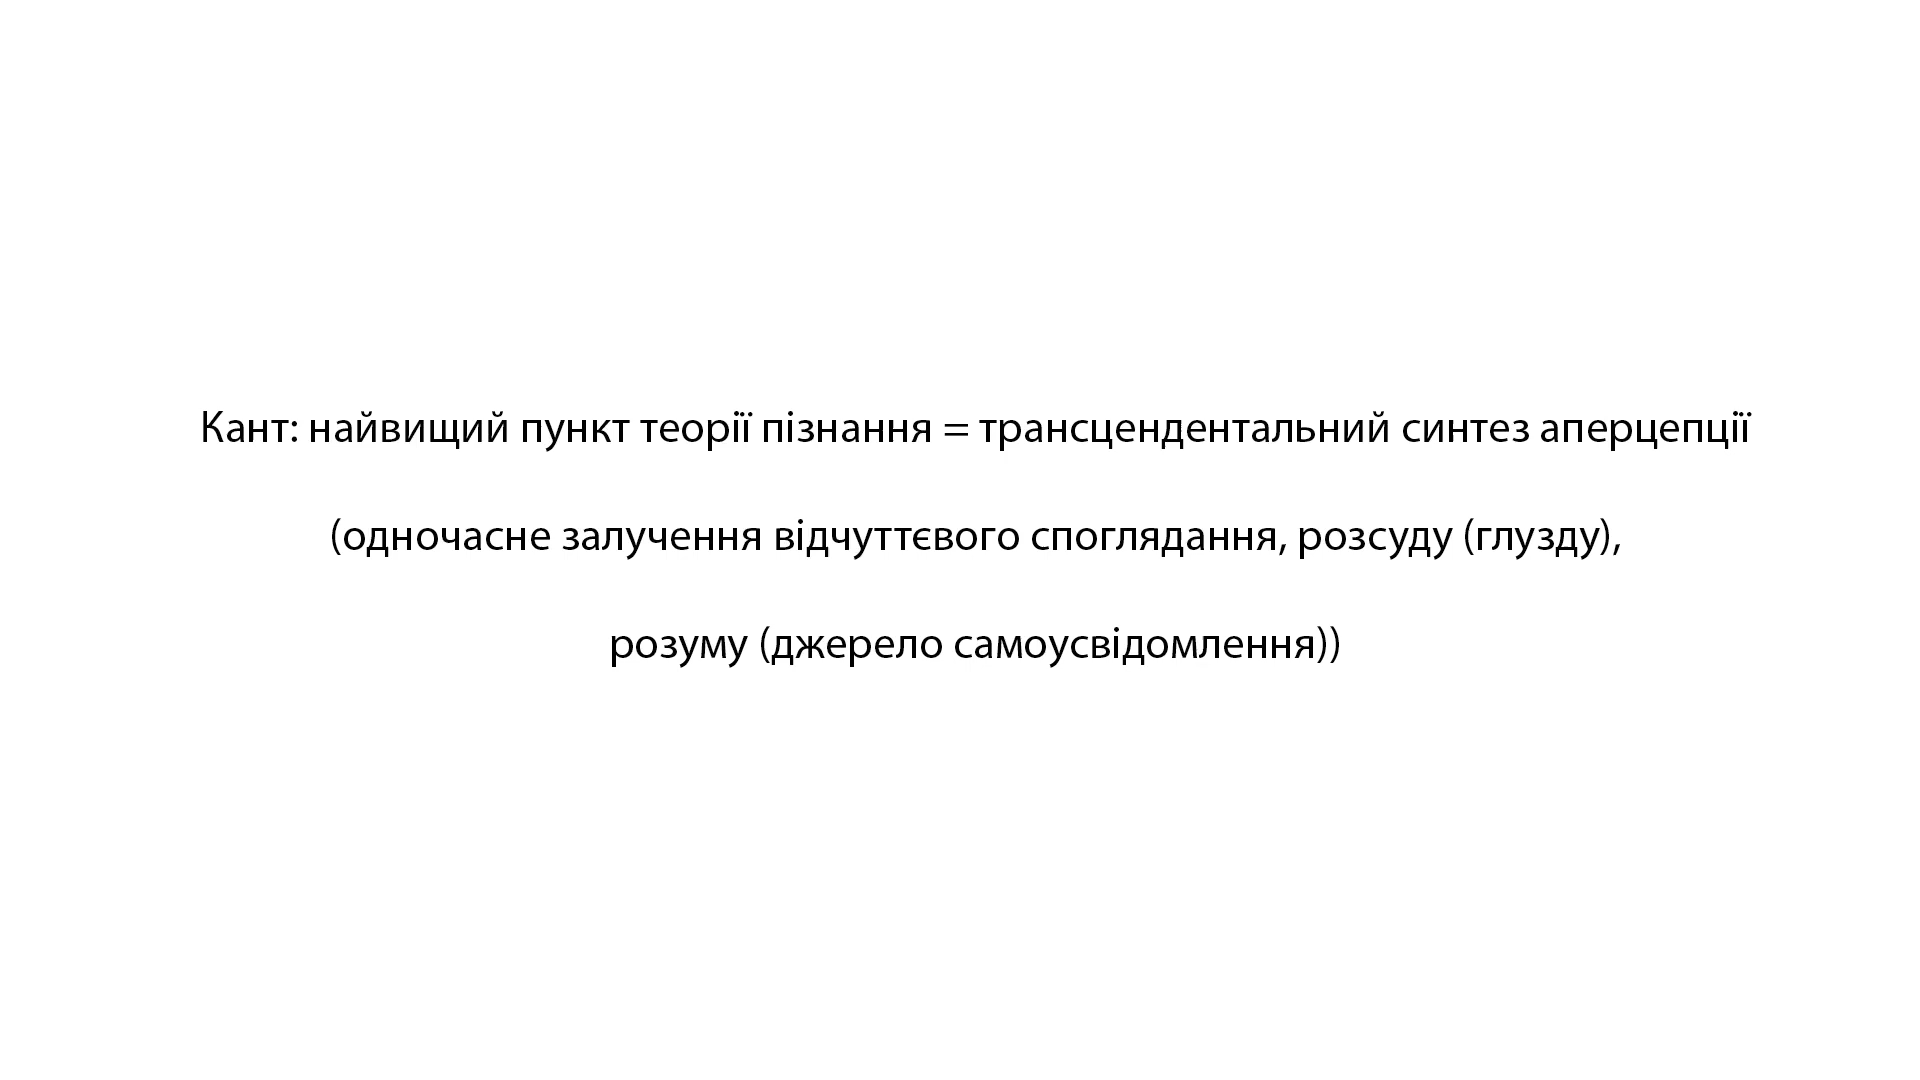 Кант: найвищий пункт теорії пізнання = трансцендентальний синтез аперцепції
(одночасне залучення відчуттєвого споглядання, розсуду (глузду),
розуму (джерело самоусвідомлення))